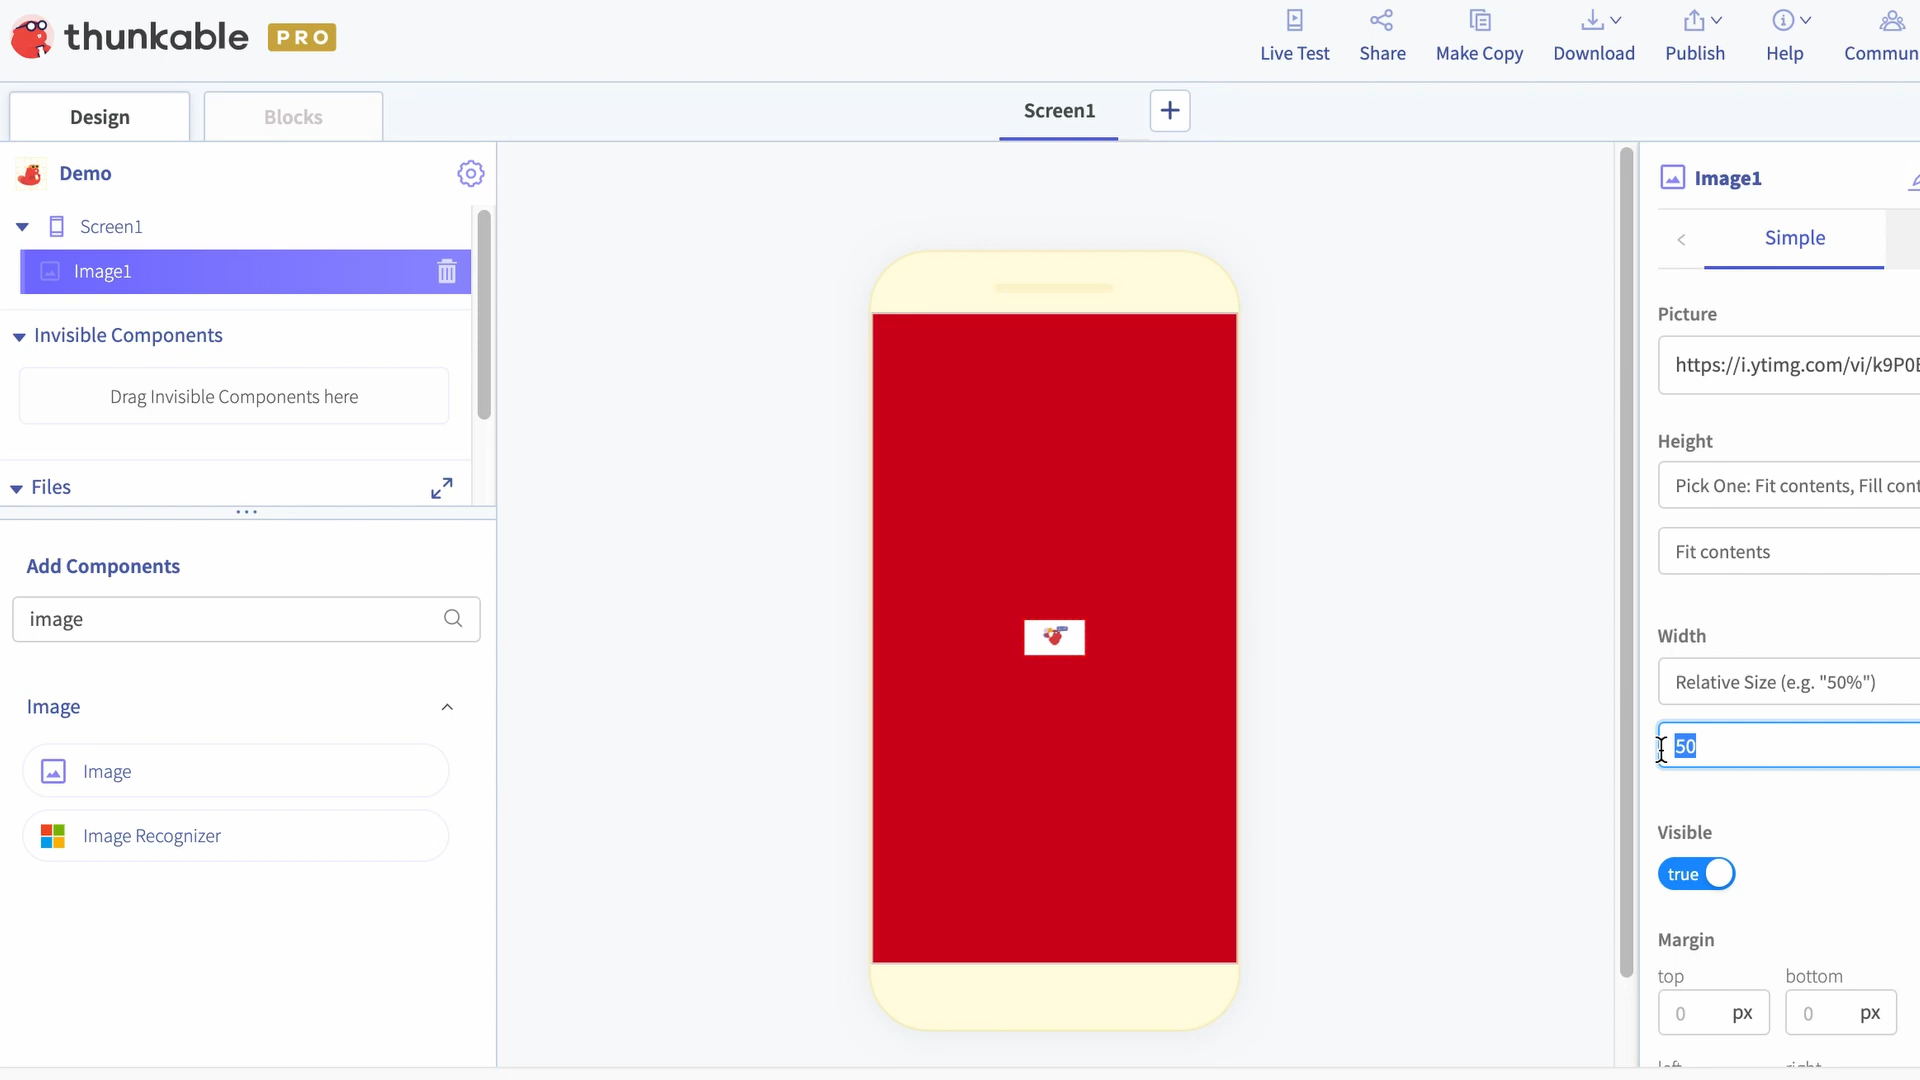 thunkable PRO
Live Test
Share
Make Copy
Download
Publish
Help
Commun
Design
Blocks
Screen1
Demo
Screen1
Image1
Invisible Components
Drag Invisible Components here
Files
Add Components
image
Image
Image
Image Recognizer
Image1
Simple
Picture
https://i.ytimg.com/vi/k9P0
Height
Pick One: Fit contents, Fill cont
Fit contents
Width
Relative Size (e.g. "50%")
50
Visible
true
Margin
top bottom
0 px 0 px